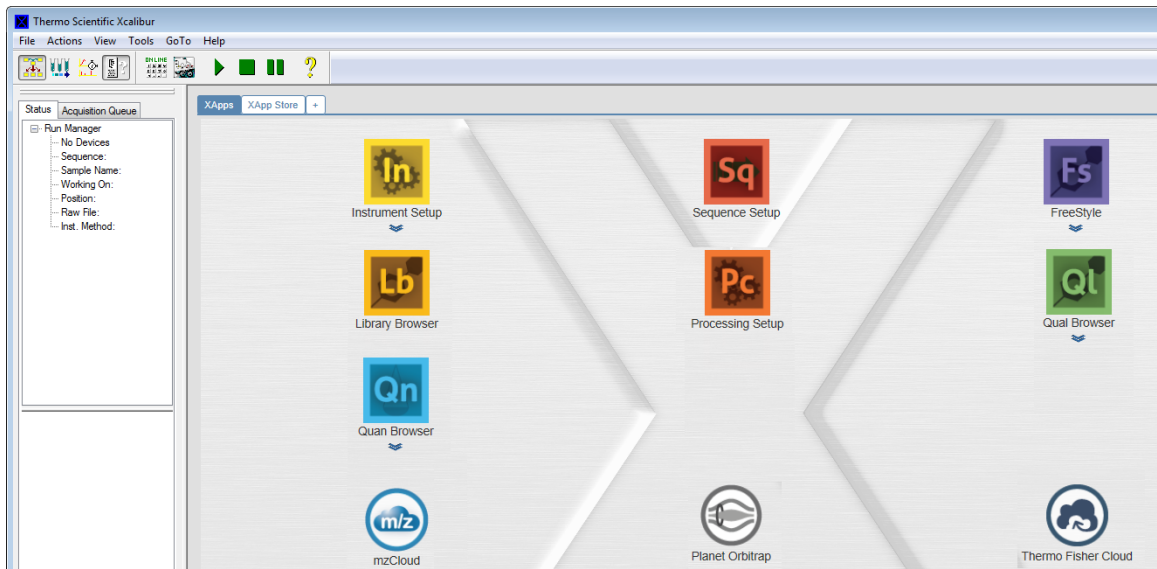 Thermo Scientific Xcalibur
File Actions View Tools GoTo Help
ONLINE
Status Acquisition Queue
Run Manager
No Devices
Sequence:
Sample Name:
Working On:
Position:
Raw File:
Inst. Method:
XApps XApp Store +
In Sq Fs
Instrument Setup Sequence Setup FreeStyle
Lb Pc Ql
Library Browser Processing Setup Qual Browser
Qn
Quan Browser
m/z
mzCloud Planet Orbitrap Thermo Fisher Cloud